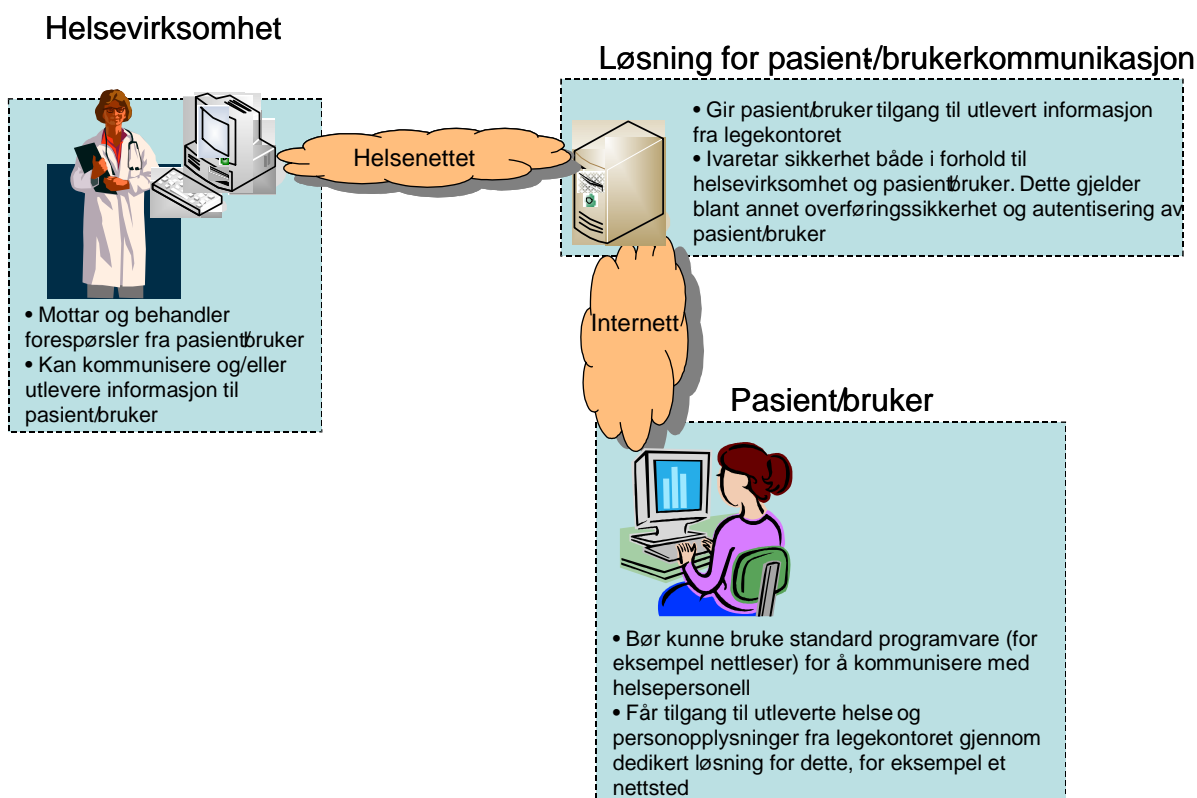 Helsevirksomhet
Løsning for pasient-/brukerkommunikasjon
• Gir pasient/bruker tilgang til utlevert informasjon
fra legekontoret
• Ivaretar sikkerhet både i forhold til
helsevirksomhet og pasient/bruker. Dette gjelder
blant annet overføringssikkerhet og autentisering av
pasient/bruker
Helsenettet
• Mottar og behandler
forespørsler fra pasient/bruker
• Kan kommunisere og/eller
utlevere informasjon til
pasient/bruker
Internett
Pasient/bruker
• Bør kunne bruke standard programvare (for
eksempel nettleser) for å kommunisere med
helsepersonell
• Får tilgang til utleverte helse og
personopplysninger fra legekontoret gjennom
dedikert løsning for dette, for eksempel et
nettsted